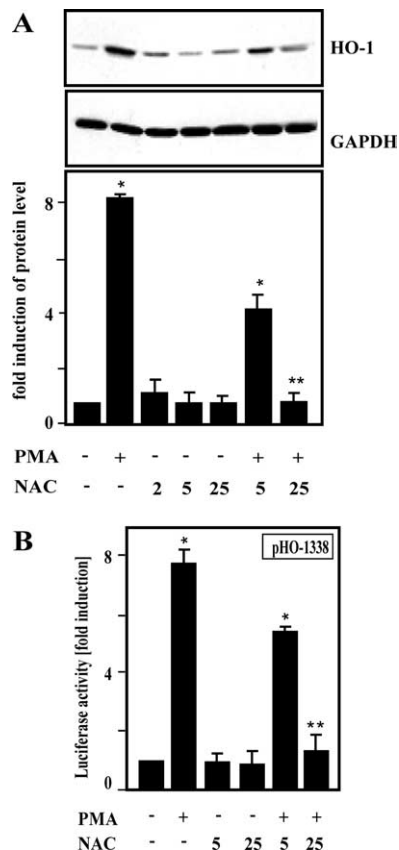 A
HO-1
GAPDH
fold induction of protein level
8
4
0
* * **
PMA - + - - - + +
NAC - - 2 5 25 5 25
B
pHO-1338
Luciferase activity [fold induction]
8
4
0
* * **
PMA - + - - + +
NAC - - 5 25 5 25